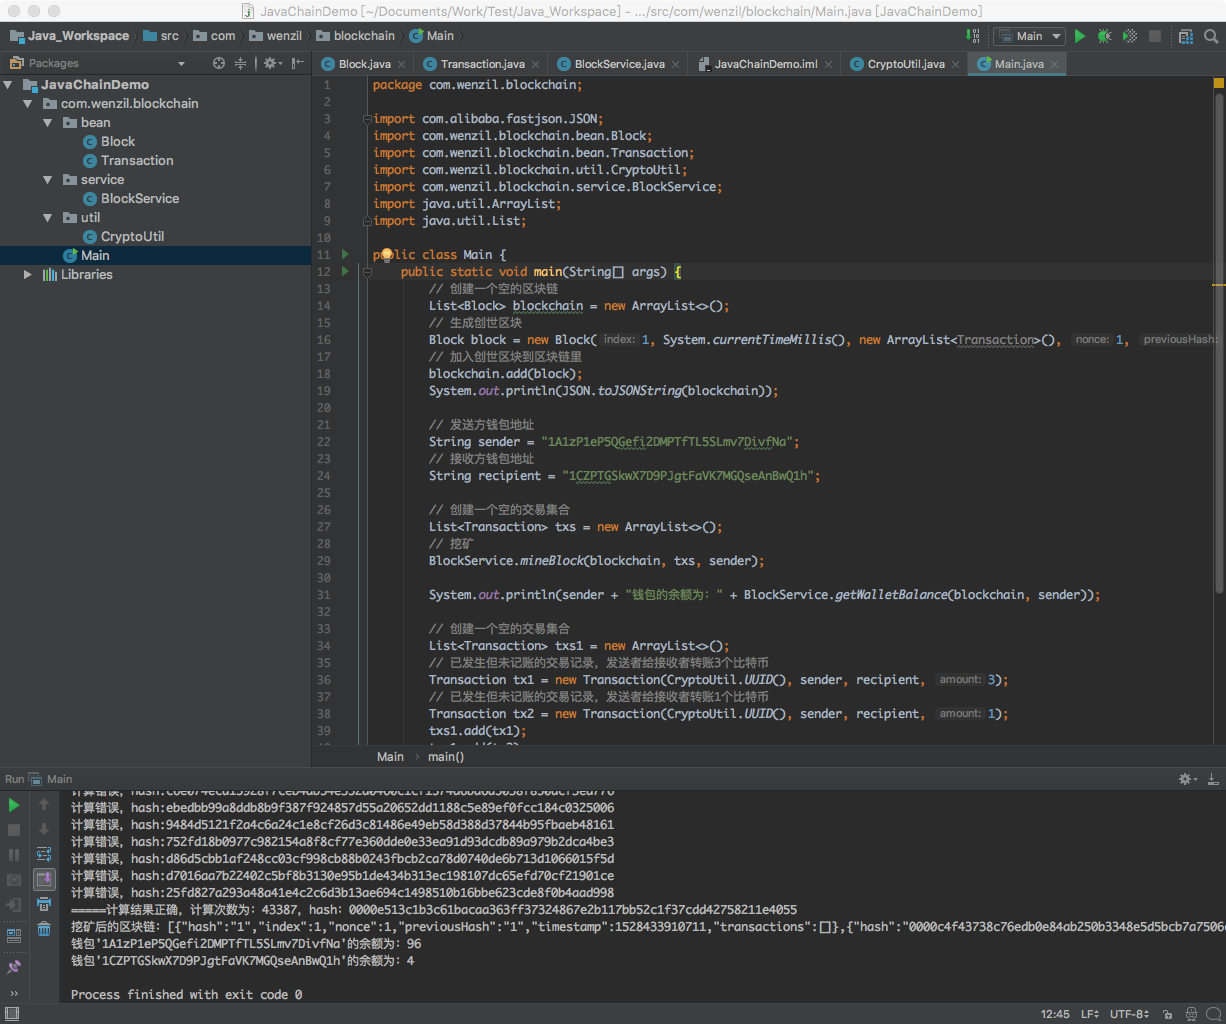 JavaChainDemo [~/Documents/Work/Test/Java_Workspace] - .../src/com/wenzil/blockchain/Main.java [JavaChainDemo]
Java_Workspace src com wenzil blockchain Main Main
Packages
Block.java Transaction.java BlockService.java JavaChainDemo.iml CryptoUtil.java Main.java
JavaChainDemo
com.wenzil.blockchain
bean
Block
Transaction
service
BlockService
util
CryptoUtil
Main
Libraries
1 package com.wenzil.blockchain;
2
3 import com.alibaba.fastjson.JSON;
4 import com.wenzil.blockchain.bean.Block;
5 import com.wenzil.blockchain.bean.Transaction;
6 import com.wenzil.blockchain.util.CryptoUtil;
7 import com.wenzil.blockchain.service.BlockService;
8 import java.util.ArrayList;
9 import java.util.List;
10
11 public class Main {
12 public static void main(String[] args) {
13 // 创建一个空的区块链
14 List<Block> blockchain = new ArrayList<>();
15 // 生成创世区块
16 Block block = new Block( index: 1, System.currentTimeMillis(), new ArrayList<Transaction>(), nonce: 1, previousHash:
17 // 加入创世区块到区块链里
18 blockchain.add(block);
19 System.out.println(JSON.toJSONString(blockchain));
20
21 // 发送方钱包地址
22 String sender = "1A1zP1eP5QGefi2DMPTfTL5SLmv7DivfNa";
23 // 接收方钱包地址
24 String recipient = "1CZPTGSkwX7D9PJgtFaVK7MGQseAnBwQ1h";
25
26 // 创建一个空的交易集合
27 List<Transaction> txs = new ArrayList<>();
28 // 挖矿
29 BlockService.mineBlock(blockchain, txs, sender);
30
31 System.out.println(sender + "钱包的余额为: " + BlockService.getWalletBalance(blockchain, sender));
32
33 // 创建一个空的交易集合
34 List<Transaction> txs1 = new ArrayList<>();
35 // 已发生但未记账的交易记录，发送者给接收者转账3个比特币
36 Transaction tx1 = new Transaction(CryptoUtil.UUID(), sender, recipient, amount: 3);
37 // 已发生但未记账的交易记录，发送者给接收者转账1个比特币
38 Transaction tx2 = new Transaction(CryptoUtil.UUID(), sender, recipient, amount: 1);
39 txs1.add(tx1);
Main main()
Run Main
计算错误，hash:ebedbb99a8ddb8b9f387f924857d55a20652dd1188c5e89ef0fcc184c0325006
计算错误，hash:9484d5121f2a4c6a24c1e8cf26d3c81486e49eb58d388d37844b95fbaeb48161
计算错误，hash:752fd18b0977c982154a8f8cf77e360dde0e33ea91d93dcdb89a979b2dca4be3
计算错误，hash:d86d5cbb1af248cc03cf998cb88b0243fbcb2ca78d0740de6b713d1066015f5d
计算错误，hash:d7016aa7b22402c5bf8b3130e95b1de434b313ec198107dc65efd70cf21901ce
计算错误，hash:25fd827a293a48a41e4c2c6d3b13ae694c1498510b16bbe623cde8f0b4aad998
=====计算结果正确，计算次数为：43387, hash: 0000e513c1b3c61bacaa363ff37324867e2b117bb52c1f37cdd42758211e4055
挖矿后的区块链：[{"hash":"1","index":1,"nonce":1,"previousHash":"1","timestamp":1528433910711,"transactions":[]},{"hash":"0000c4f43738c76edb0e84ab250b3348e5d5bcb7a7506
钱包'1A1zP1eP5QGefi2DMPTfTL5SLmv7DivfNa'的余额为：96
钱包'1CZPTGSkwX7D9PJgtFaVK7MGQseAnBwQ1h'的余额为：4
Process finished with exit code 0
12:45 LF UTF-8